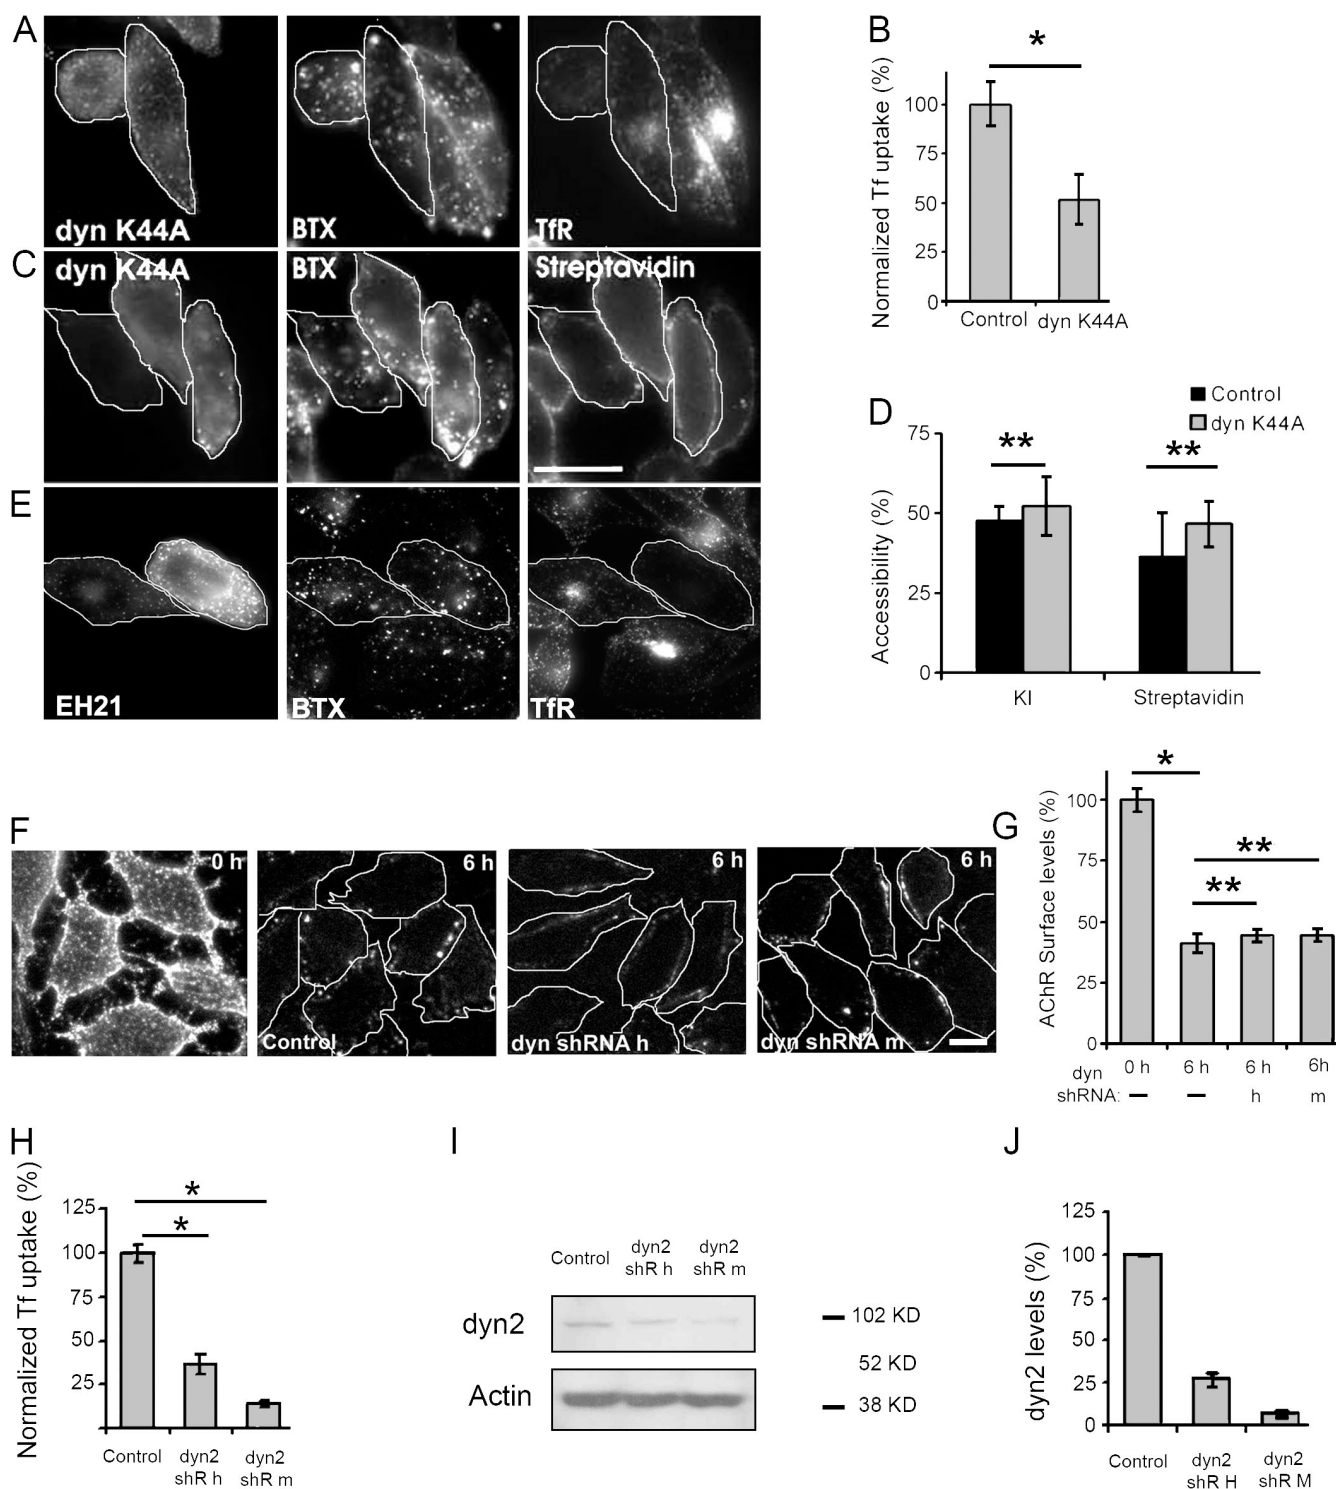 A
dyn K44A
BTX
TfR
B
*
Normalized Tf uptake (%)
100
75
50
25
0
Control dyn K44A
C
dyn K44A
BTX
Streptavidin
D
Control
dyn K44A
75
**
**
50
25
0
Accessibility (%)
KI
Streptavidin
E
EH21
BTX
TfR
F
0 h
6 h
6 h
6 h
Control
dyn shRNA h
dyn shRNA m
G
*
**
**
AChR Surface levels (%)
100
75
50
25
0
0 h
6 h
6 h
6h
dyn
shRNA:
—
—
h
m
H
Normalized Tf uptake (%)
*
*
125
100
75
50
25
Control
dyn2
shR h
dyn2
shR m
I
Control
dyn2
shR h
dyn2
shR m
dyn2
Actin
102 KD
52 KD
38 KD
J
dyn2 levels (%)
125
100
75
50
25
0
Control
dyn2
shR H
dyn2
shR M